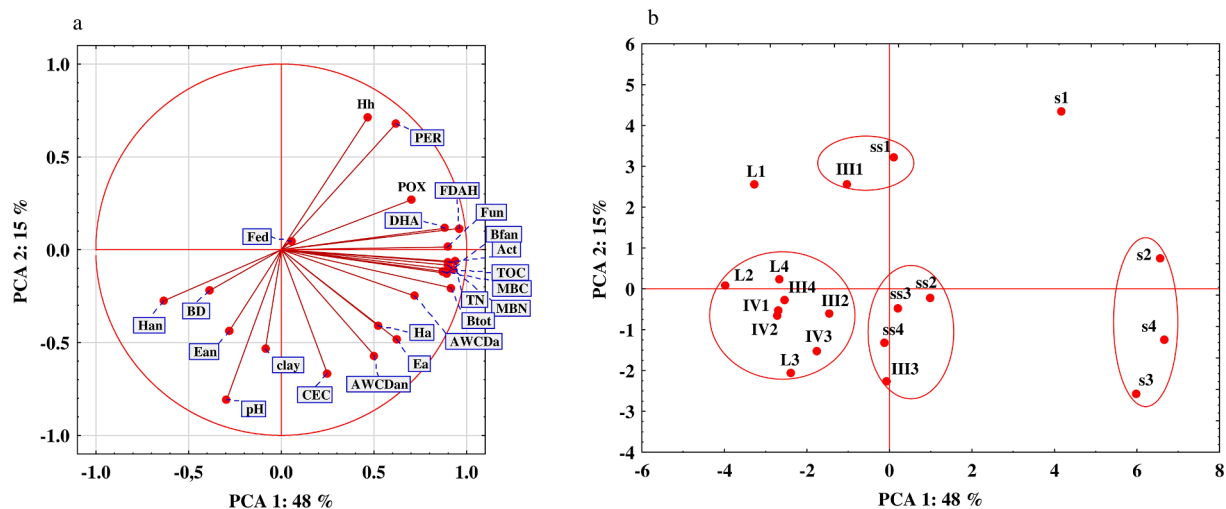 a
1.0
0.5
0.0
-0.5
-1.0
-1.0
-0,5
0.0
0.5
1.0
PCA 2: 15 %
PCA 1: 48 %
Hh
PER
POX
FDAH
DHA
Fun
Bfan
Act
Fed
TOC
MBC
TN
MBN
Btot
AWCDa
Han
BD
Ean
clay
pH
CEC
Ha
Ea
AWCDan
b
6
5
4
3
2
1
0
-1
-2
-3
-4
-6
-4
-2
0
2
4
6
8
PCA 2: 15%
PCA 1: 48 %
s1
ss1
III1
L1
s2
L2
L4
III4
ss2
ss3
IV1
III2
IV2
ss4
s4
IV3
L3
III3
s3